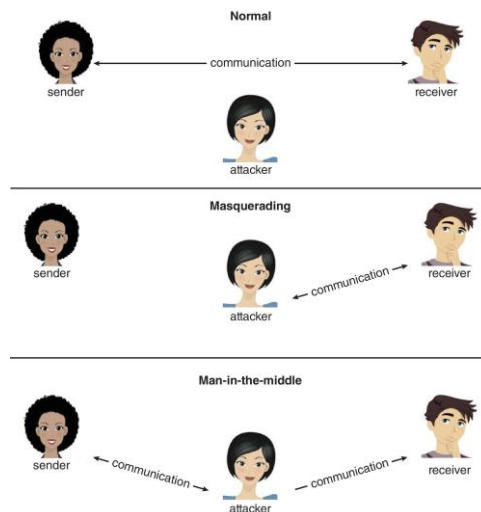 Normal
communication
sender
receiver
attacker
Masquerading
communication
sender
receiver
attacker
Man-in-the-middle
communication
communication
sender
receiver
attacker